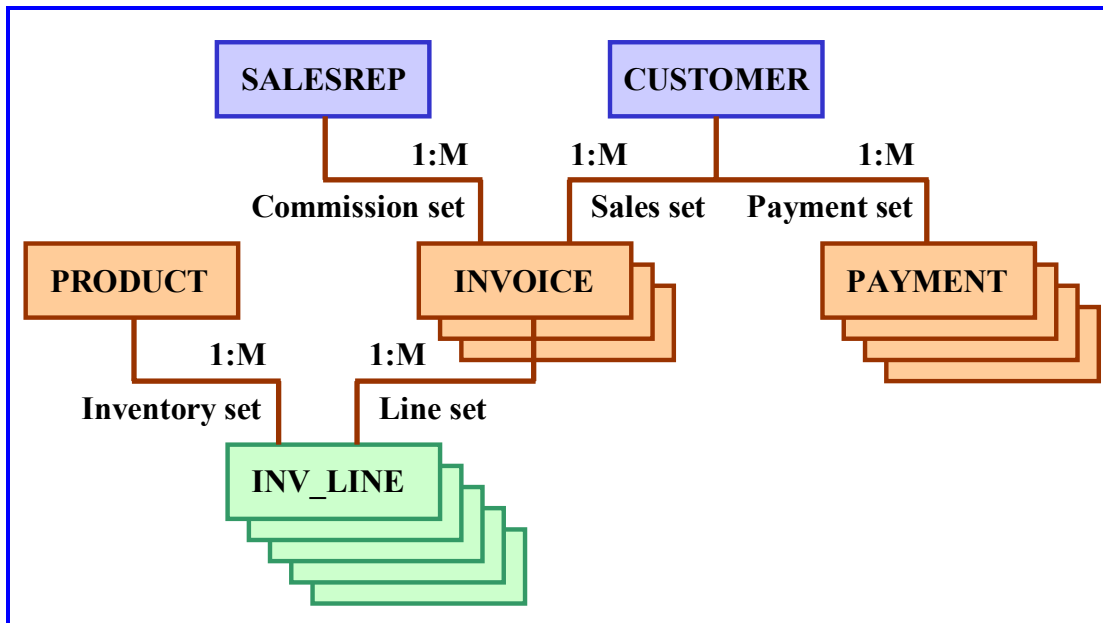 SALESREP
CUSTOMER
1:M
1:M
1:M
Commission set
Sales set
Payment set
PRODUCT
INVOICE
PAYMENT
1:M
1:M
Inventory set
Line set
INV_LINE